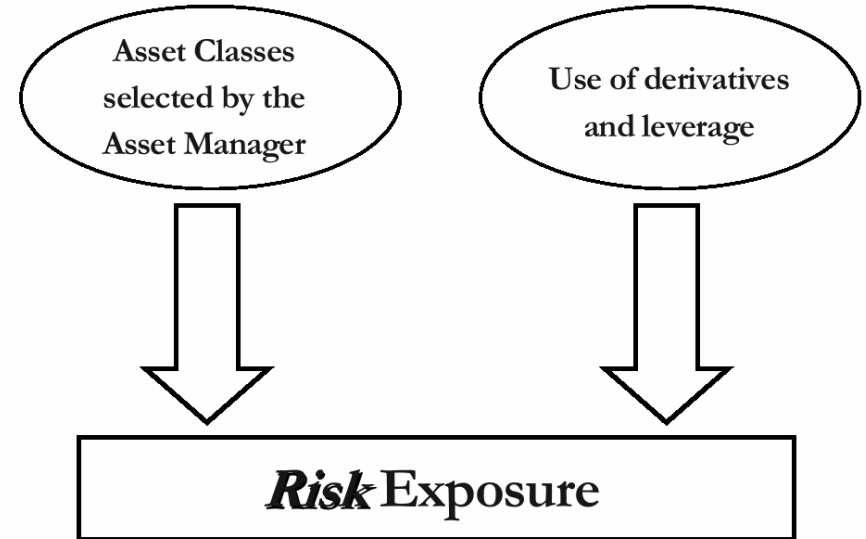 Asset Classes
selected by the
Asset Manager
Use of derivatives
and leverage
Risk Exposure